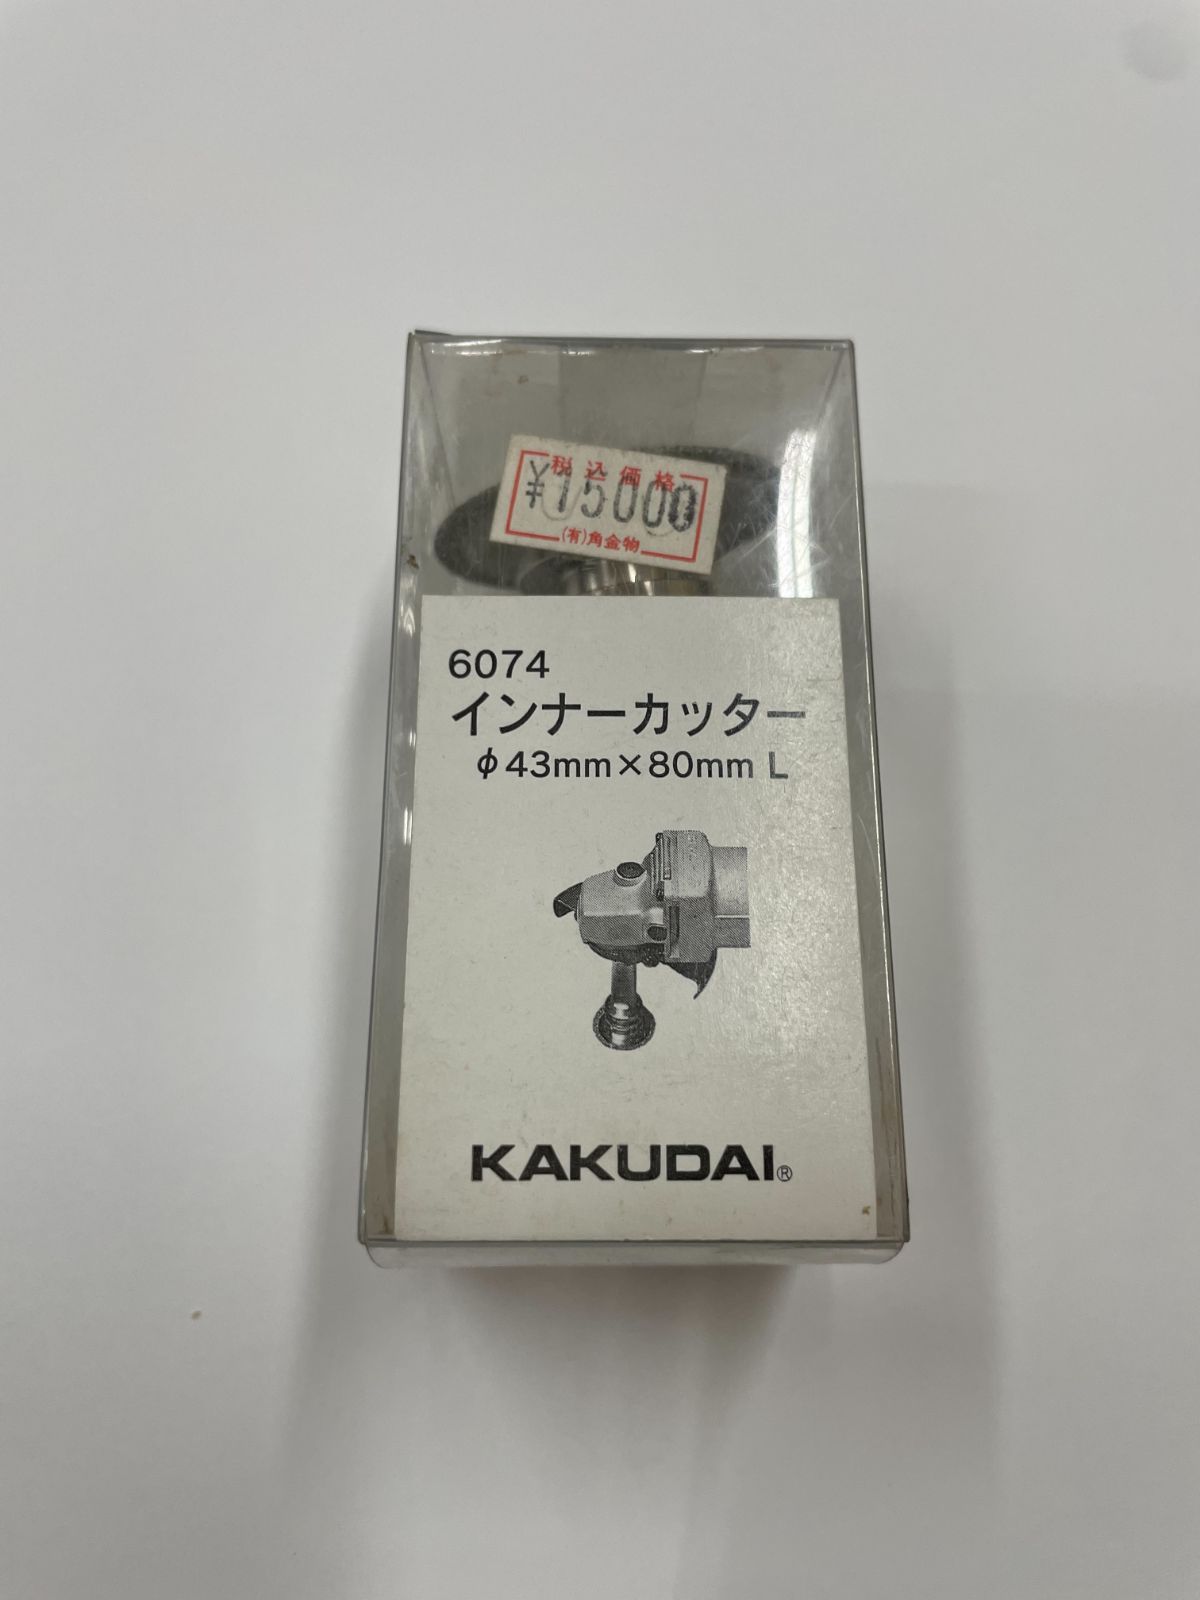 税込価格
¥15000
(有)角金物
6074
インナーカッター
φ43mm×80mm L
KAKUDAI®